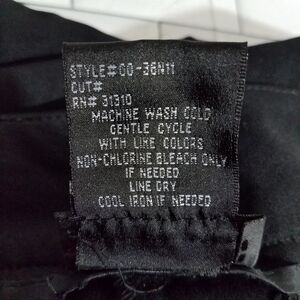 STYLE#00-36N11
CUT#
RN# 31310
MACHINE WASH COLD
GENTLE CYCLE
WITH LIKE COLORS
NON-CHLORINE BLEACH ONLY
IF NEEDED
LINE DRY
COOL IRON IF NEEDED